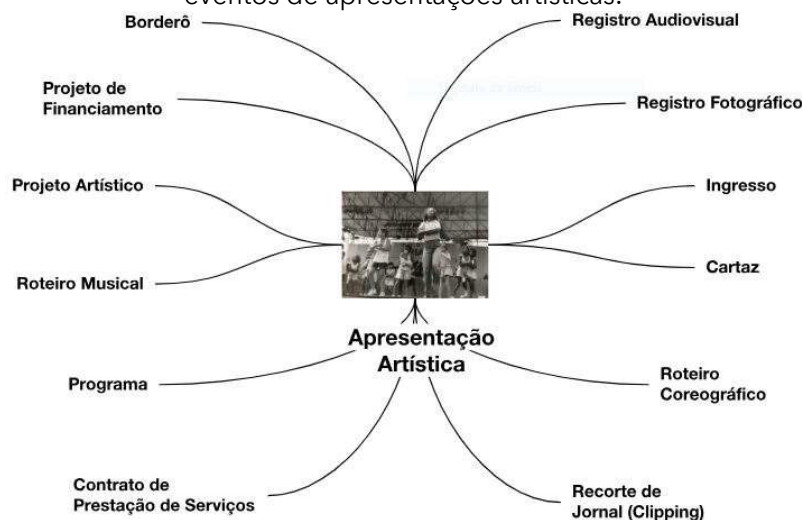 eventos de apresentações artísticas.
Borderô
Registro Audiovisual
Projeto de
Financiamento
Registro Fotográfico
Projeto Artístico
Ingresso
Roteiro Musical
Cartaz
Apresentação
Artística
Programa
Roteiro
Coreográfico
Contrato de
Prestação de Serviços
Recorte de
Jornal (Clipping)